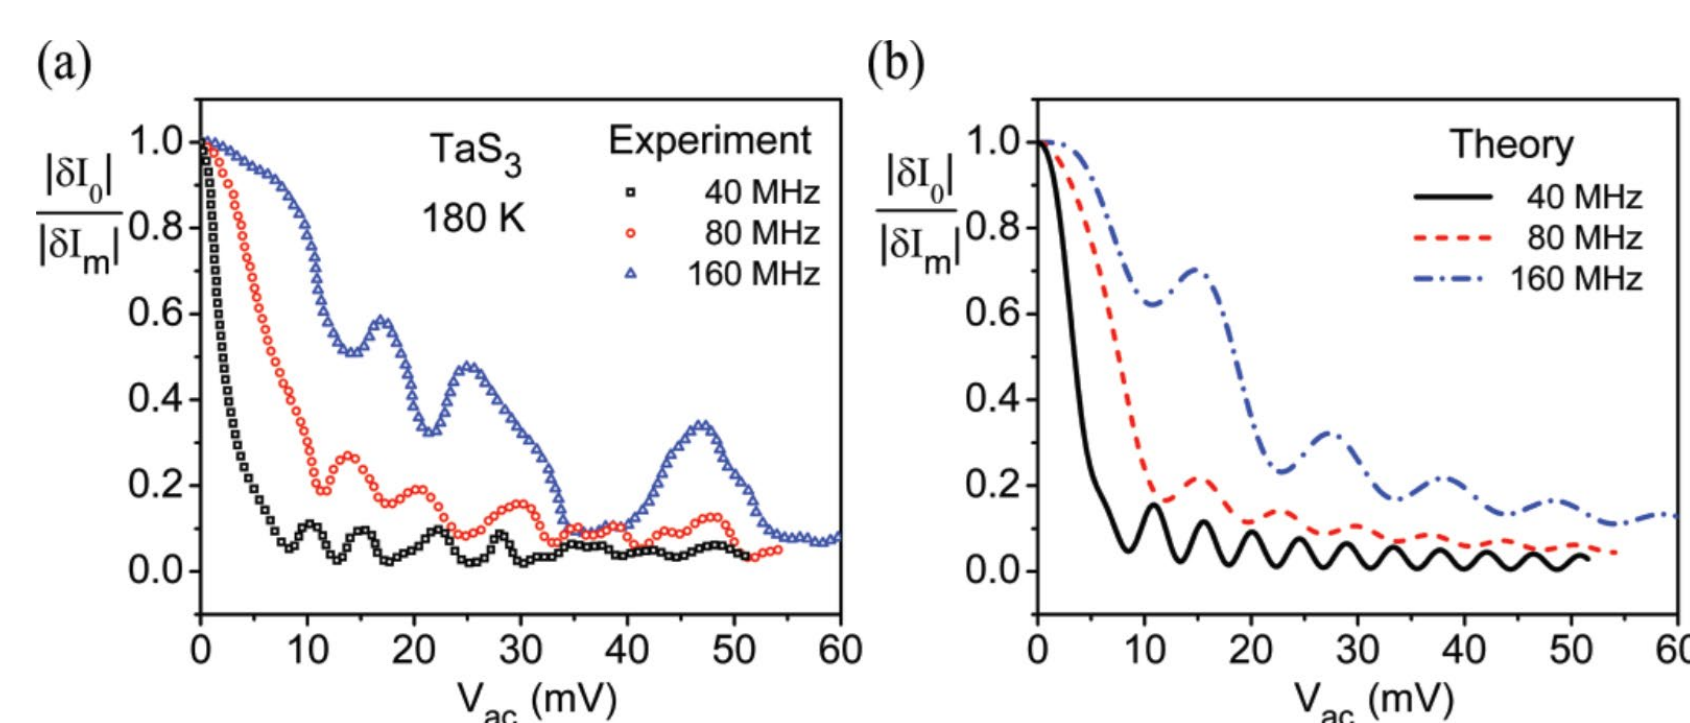 (a)
1.0
0.8
0.6
0.4
0.2
0.0
|δI0|
|δIm|
TaS3
180 K
Experiment
40 MHz
80 MHz
160 MHz
0 10 20 30 40 50 60
Vac (mV)
(b)
1.0
0.8
0.6
0.4
0.2
0.0
|δI0|
|δIm|
Theory
40 MHz
80 MHz
160 MHz
0 10 20 30 40 50 60
Vac (mV)